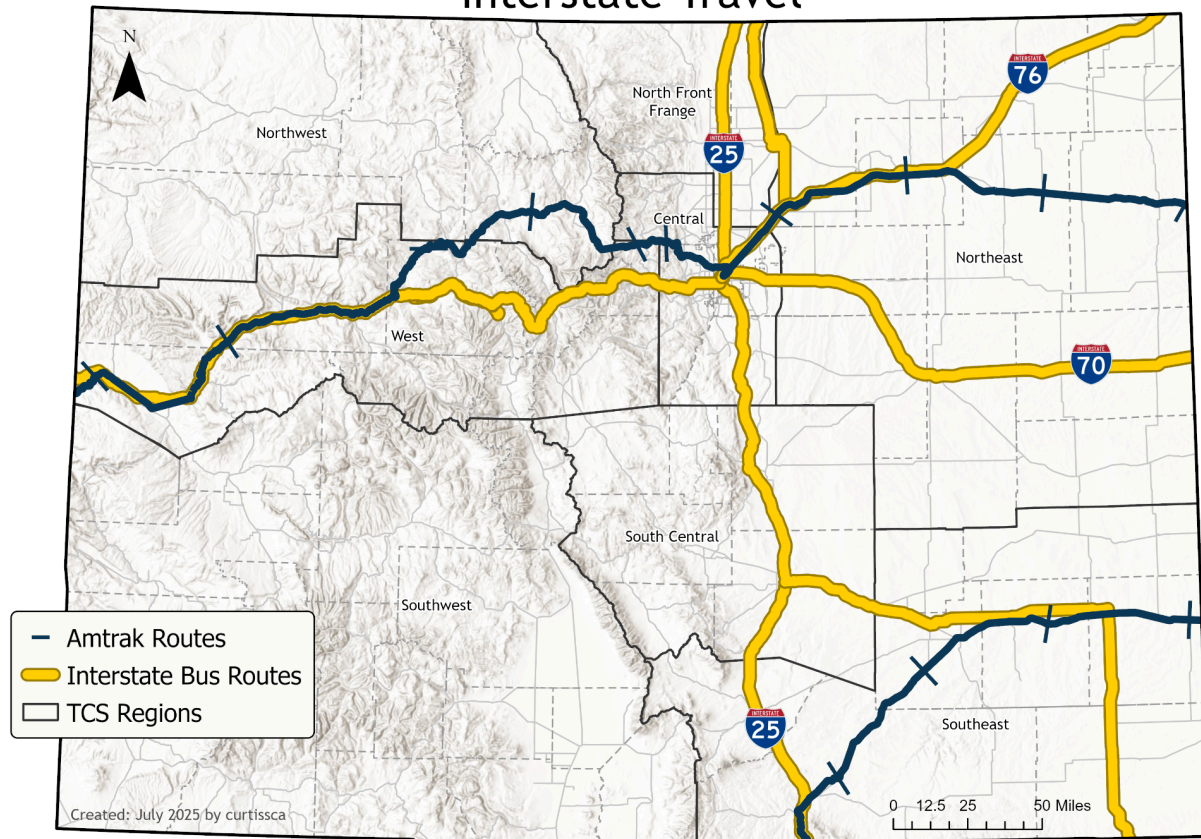 Interstate Travel
N
INTERSTATE
76
North Front
Frange
Northwest
INTERSTATE
25
Central
Northeast
West
INTERSTATE
70
South Central
Southwest
Amtrak Routes
Interstate Bus Routes
TCS Regions
INTERSTATE
25
Southeast
0 12.5 25 50 Miles
Created: July 2025 by curtissca